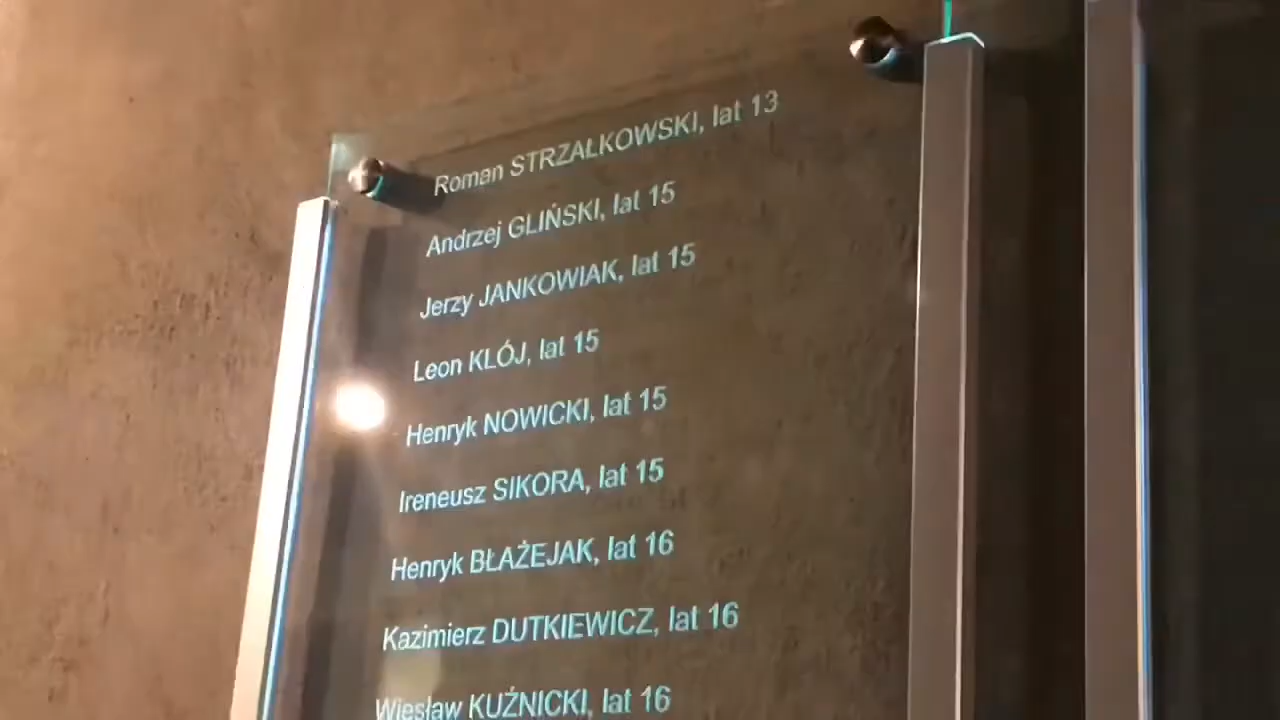 Roman STRZAŁKOWSKI, lat 13
Andrzej GLIŃSKI, lat 15
Jerzy JANKOWIAK, lat 15
Leon KLÓJ, lat 15
Henryk NOWICKI, lat 15
Ireneusz SIKORA, lat 15
Henryk BŁAŻEJAK, lat 16
Kazimierz DUTKIEWICZ, lat 16
Wiesław KUŹNICKI, lat 16